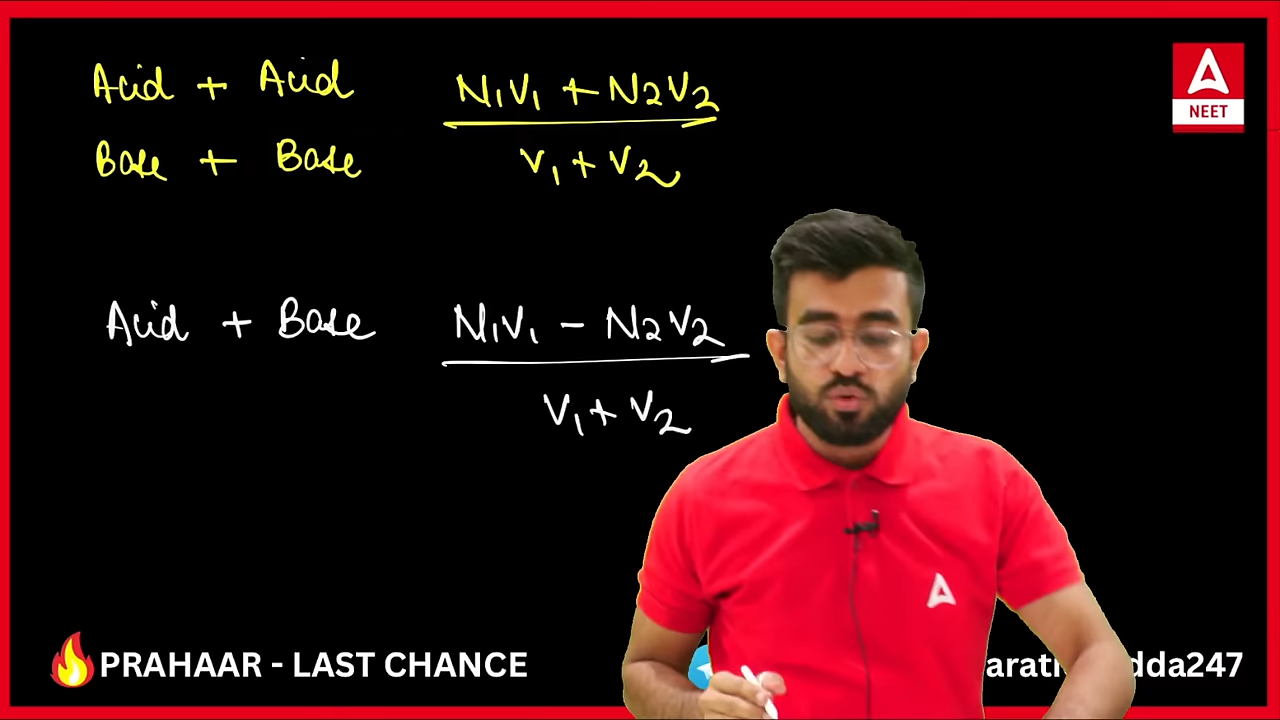 Acid + Acid N1V1 + N2V2
Base + Base V1 + V2
NEET
Acid + Base N1V1 - N2V2
V1 + V2
PRAHAAR - LAST CHANCE